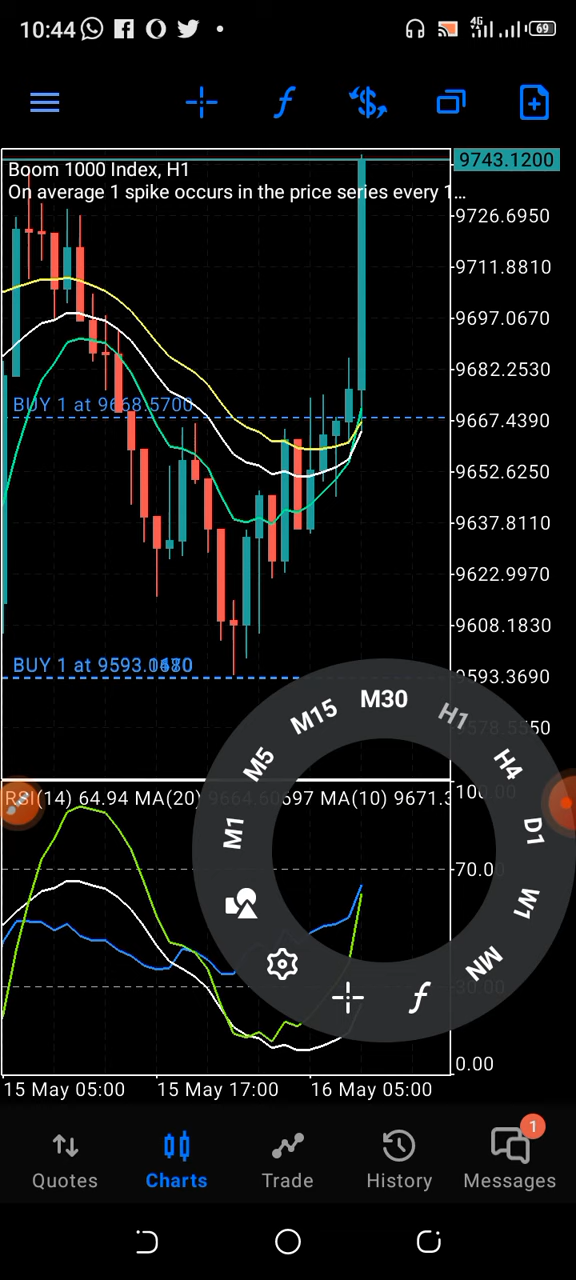 10:44
4G
69
Boom 1000 Index, H1
On average 1 spike occurs in the price series every 1...
9743.1200
9726.6950
9711.8810
9697.0670
9682.2530
BUY 1 at 9668.5700
9667.4390
9652.6250
9637.8110
9622.9970
9608.1830
BUY 1 at 9593.
9593.3690
M1
M5
M15
M30
H1
H4
D1
W1
MN
RSI(14) 64.94 MA(20) 9664.60597 MA(10) 9671.3
70.00
30.00
0.00
15 May 05:00
15 May 17:00
16 May 05:00
1
Quotes
Charts
Trade
History
Messages